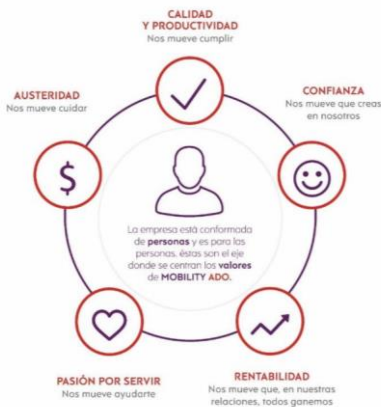 CALIDAD
Y PRODUCTIVIDAD
Nos mueve cumplir
AUSTERIDAD
Nos mueve cuidar
CONFIANZA
Nos mueve que creas
en nosotros
$
La empresa está conformada
de personas y es para las
personas, éstas son el eje
donde se centran los valores
de MOBILITY ADO.
PASIÓN POR SERVIR
Nos mueve ayudarte
RENTABILIDAD
Nos mueve que, en nuestras
relaciones, todos ganemos